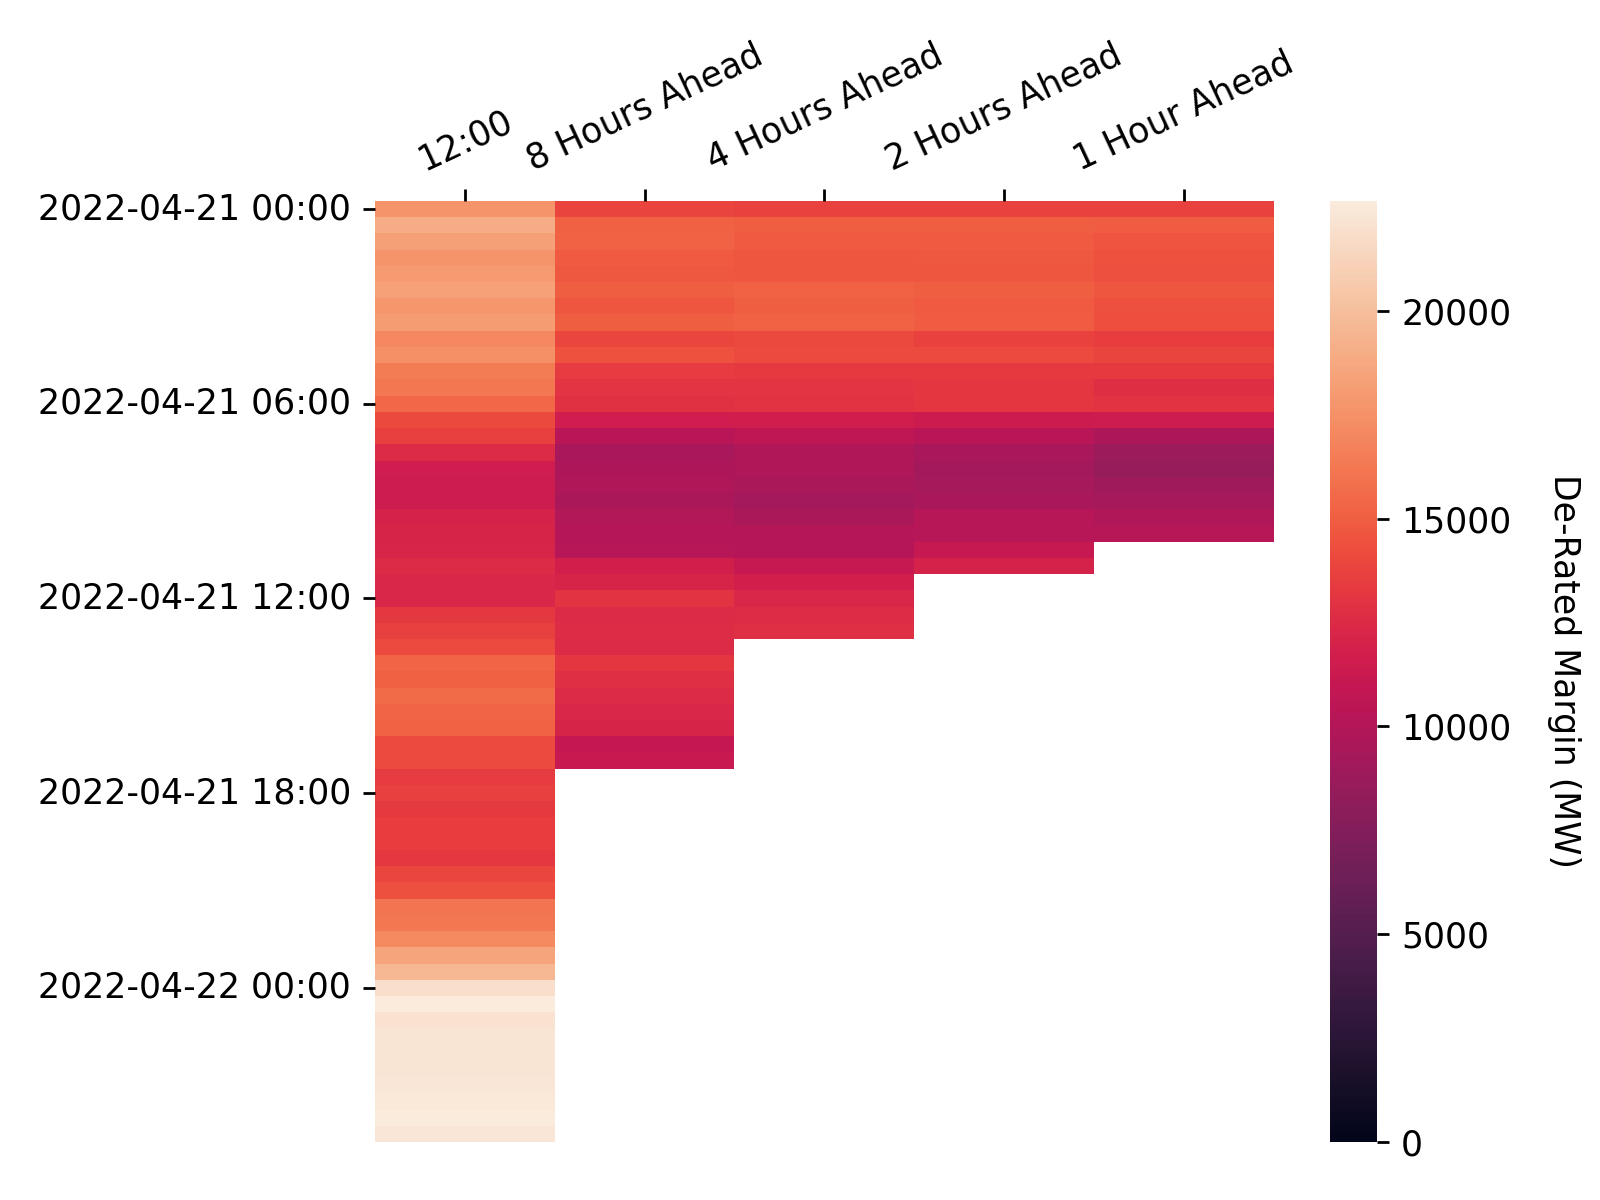 12:00
8 Hours Ahead
4 Hours Ahead
2 Hours Ahead
1 Hour Ahead
2022-04-21 00:00
2022-04-21 06:00
2022-04-21 12:00
2022-04-21 18:00
2022-04-22 00:00
20000
15000
10000
5000
0
De-Rated Margin (MW)